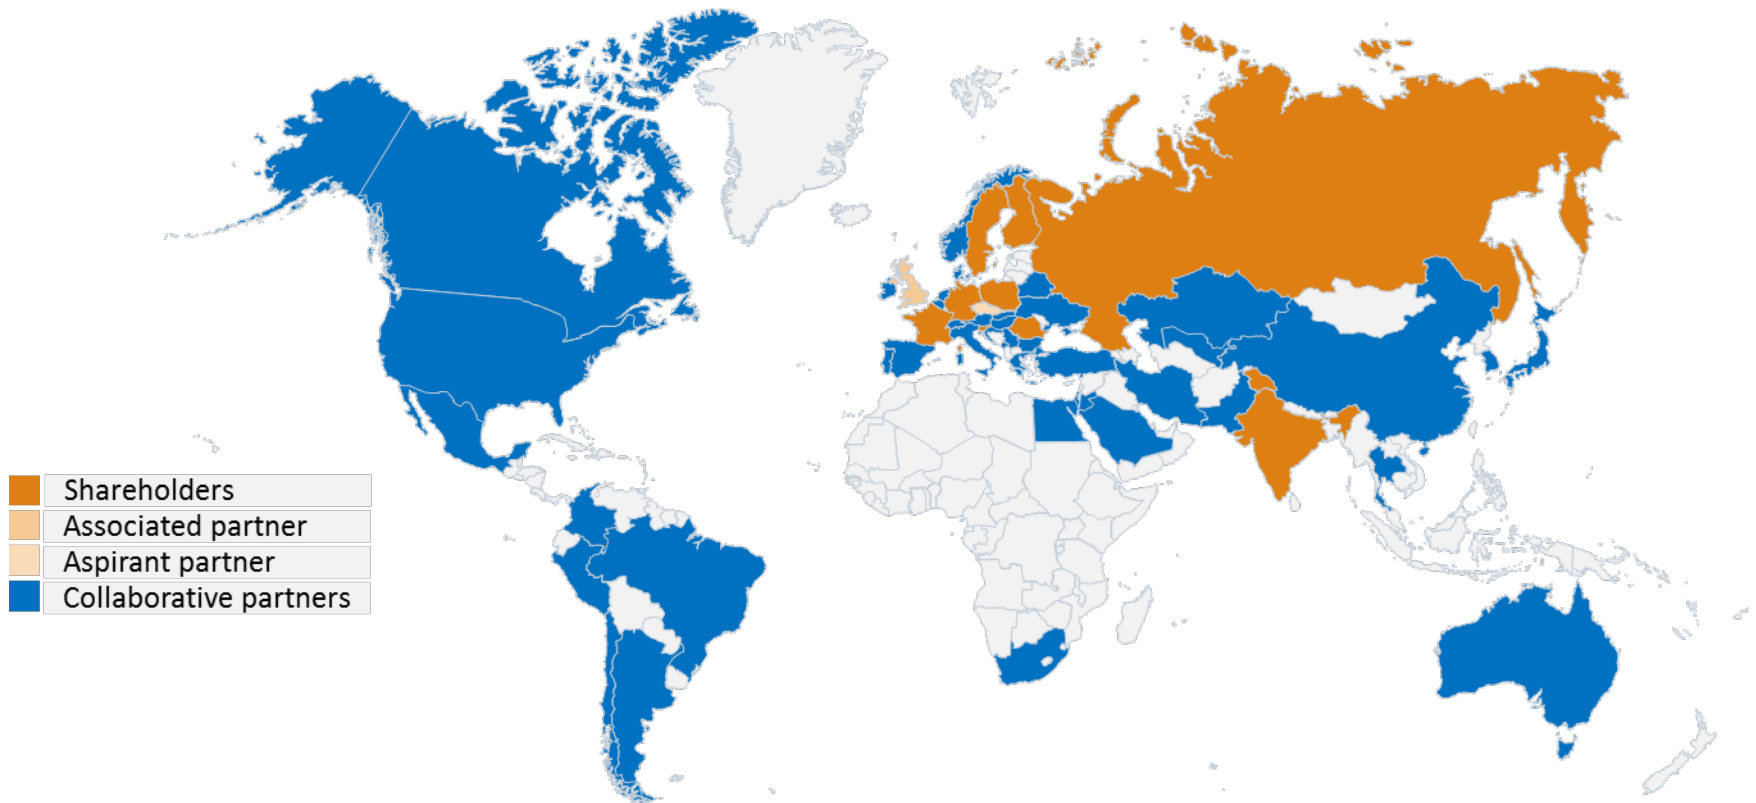 Shareholders
Associated partner
Aspirant partner
Collaborative partners